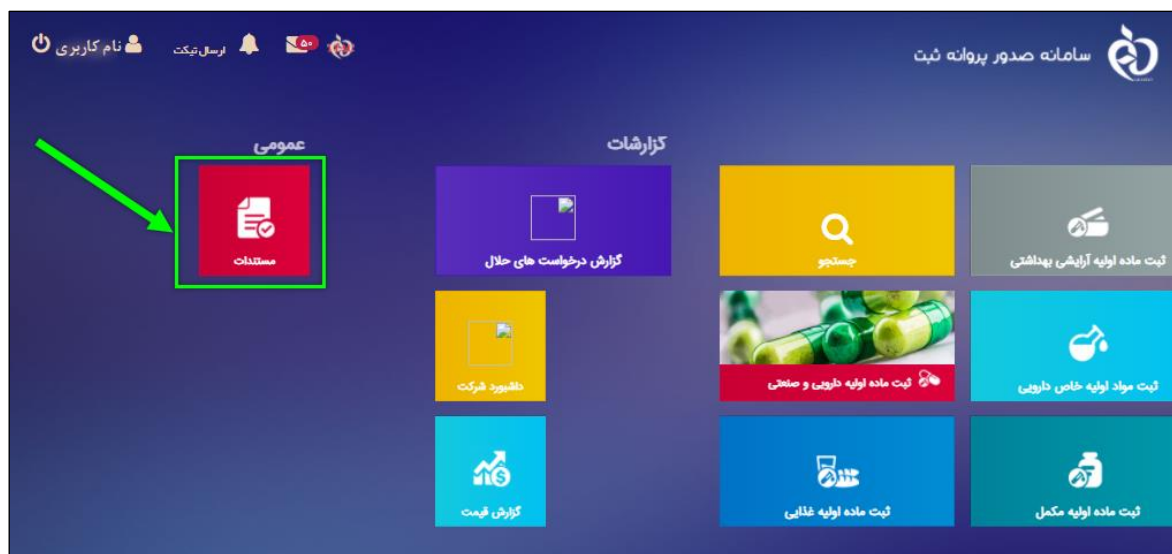 سامانه صدور پروانه ثبت
۵۰
ارسال تیکت
نام کاربری
گزارشات
عمومی
ثبت ماده اولیه آرایشی بهداشتی
جستجو
گزارش درخواست های حلال
مستندات
ثبت مواد اولیه خاص دارویی
ثبت ماده اولیه دارویی و صنعتی
داشبورد شرکت
ثبت ماده اولیه مکمل
ثبت ماده اولیه غذایی
گزارش قیمت